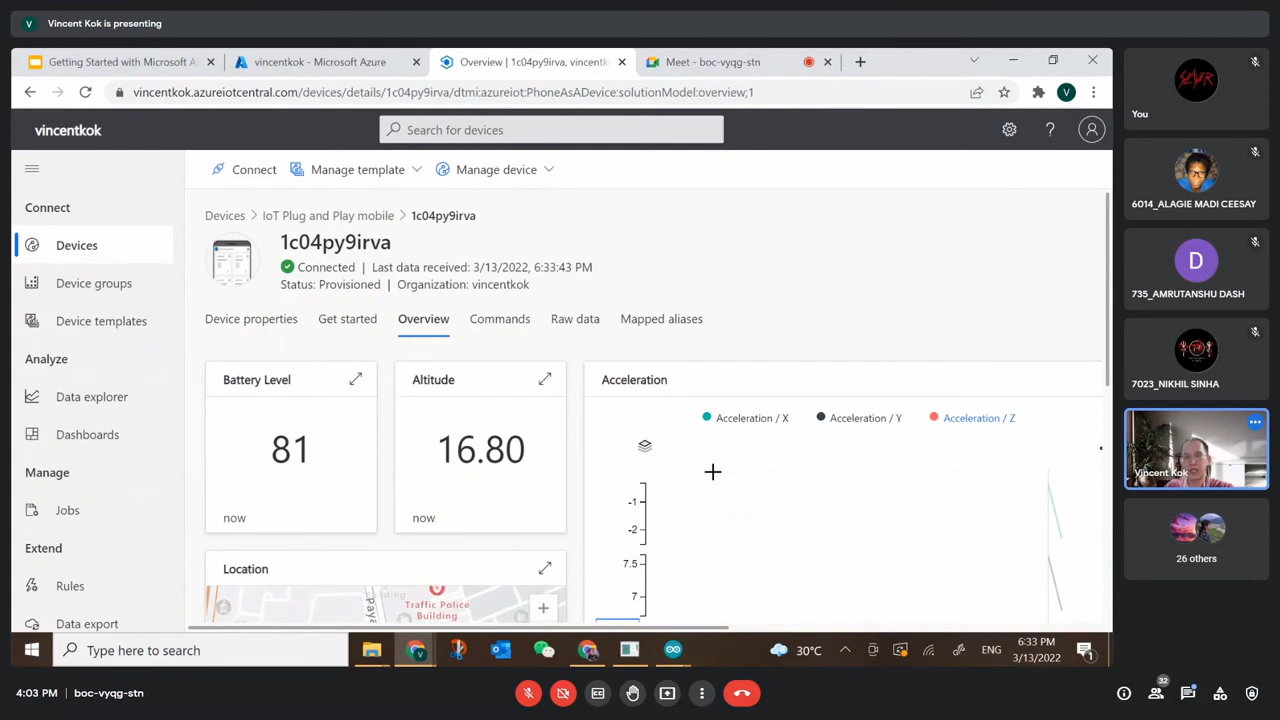 V Vincent Kok is presenting
Getting Started with Microsoft A
vincentkok - Microsoft Azure
Overview | 1c04py9irva, vincentk
Meet - boc-vyqg-stn
vincentkok.azureiotcentral.com/devices/details/1c04py9irva/dtmi:azureiot:PhoneAsADevice:solutionModel:overview;1
V
vincentkok
Search for devices
?
Connect
Manage template
Manage device
Connect
Devices
Device groups
Device templates
Analyze
Data explorer
Dashboards
Manage
Jobs
Extend
Rules
Data export
Devices > IoT Plug and Play mobile > 1c04py9irva
1c04py9irva
Connected | Last data received: 3/13/2022, 6:33:43 PM
Status: Provisioned | Organization: vincentkok
Device properties
Get started
Overview
Commands
Raw data
Mapped aliases
Battery Level
81
now
Altitude
16.80
now
Acceleration
Acceleration / X
Acceleration / Y
Acceleration / Z
-1
-2
7.5
7
Location
Traffic Police
Building
Paya
+
Type here to search
30°C
ENG
6:33 PM
3/13/2022
1
SLAYER
You
6014_ALAGIE MADI CEESAY
D
735_AMRUTANSHU DASH
7023_NIKHIL SINHA
Vincent Kok
26 others
4:03 PM | boc-vyqg-stn
32